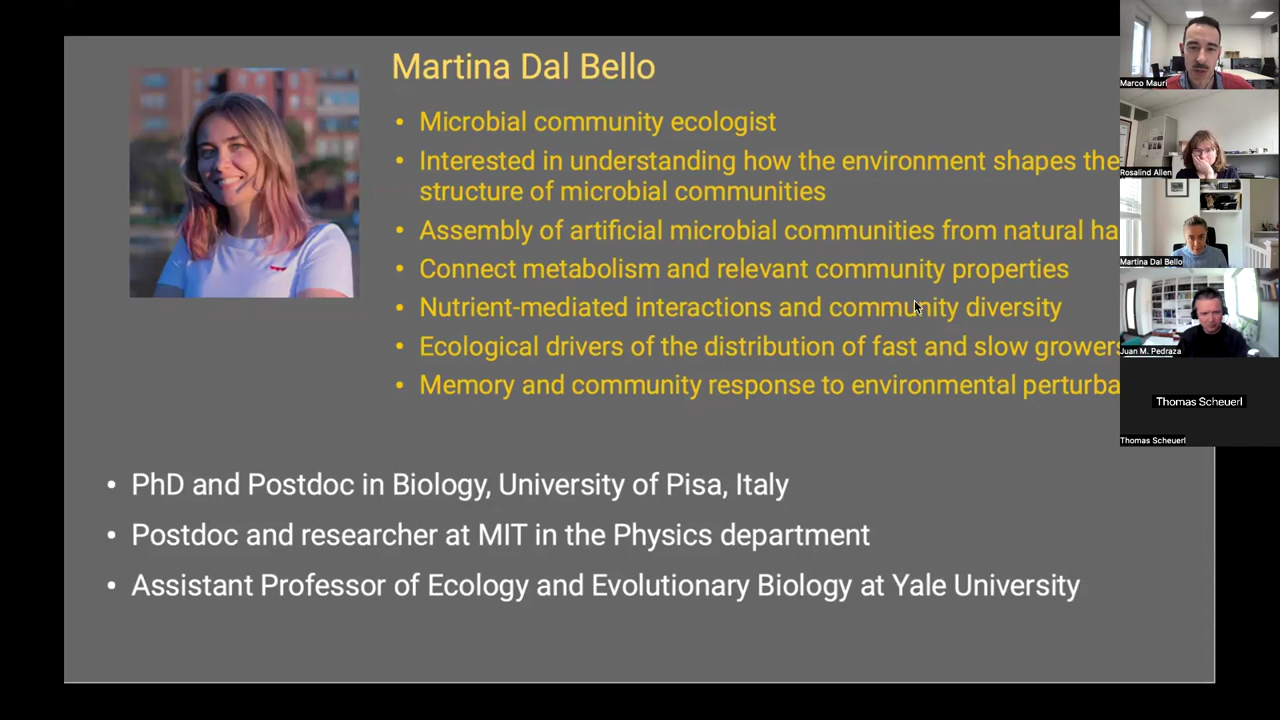 Martina Dal Bello
• Microbial community ecologist
• Interested in understanding how the environment shapes the
structure of microbial communities
• Assembly of artificial microbial communities from natural ha
• Connect metabolism and relevant community properties
• Nutrient-mediated interactions and community diversity
• Ecological drivers of the distribution of fast and slow growers
• Memory and community response to environmental perturba
• PhD and Postdoc in Biology, University of Pisa, Italy
• Postdoc and researcher at MIT in the Physics department
• Assistant Professor of Ecology and Evolutionary Biology at Yale University
Marco Mauri
Rosalind Allen
Martina Dal Bello
Juan M. Pedraza
Thomas Scheuerl
Thomas Scheuerl